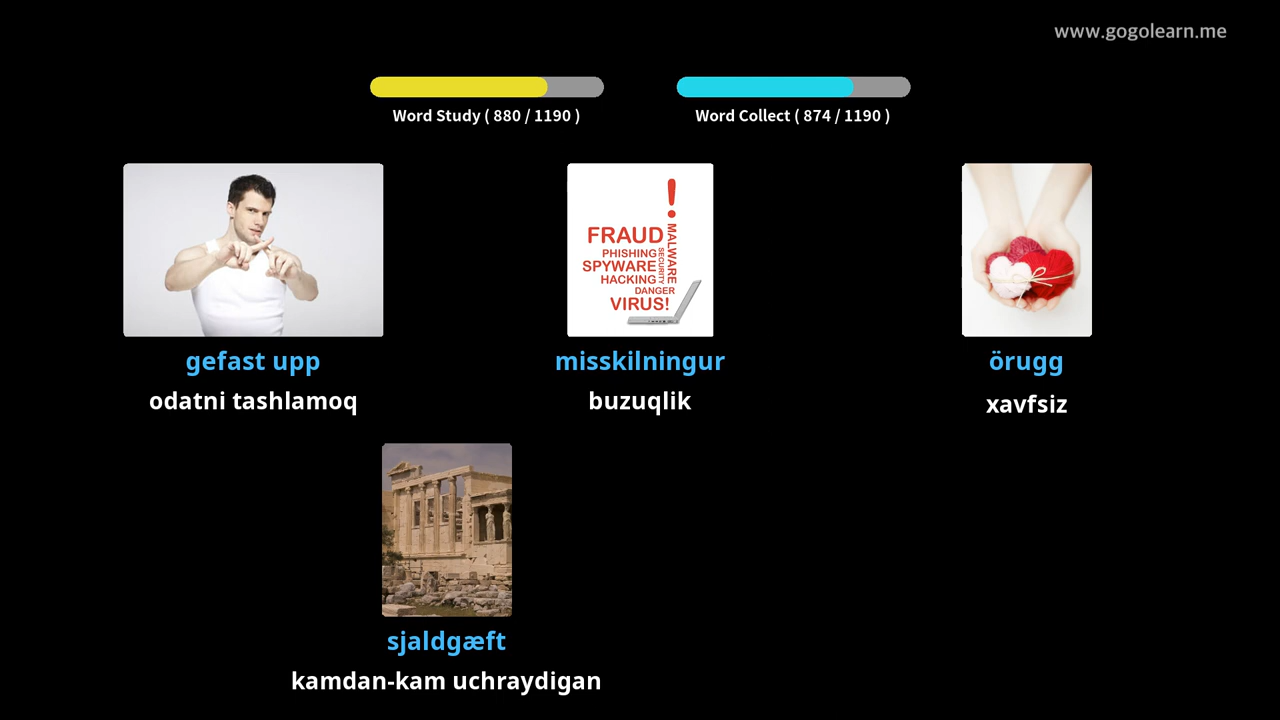 www.gogolearn.me
Word Study ( 880 / 1190 )
Word Collect ( 874 / 1190 )
!
FRAUD
MALWARE
PHISHING
SECURITY
SPYWARE
HACKING
DANGER
VIRUS!
gefast upp
misskilningur
örugg
odatni tashlamoq
buzuqlik
xavfsiz
sjaldgæft
kamdan-kam uchraydigan